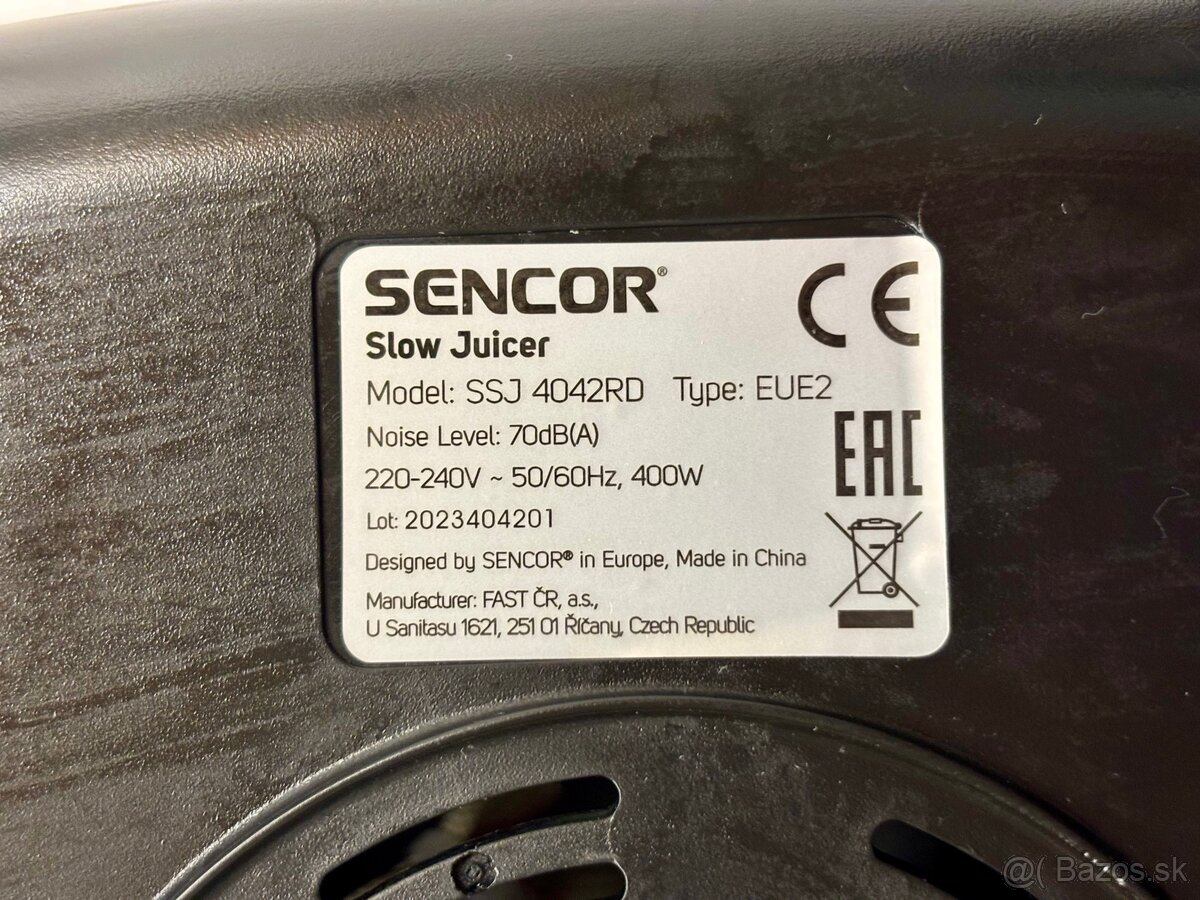 SENCOR®
CE
Slow Juicer
Model: SSJ 4042RD Type: EUE2
EAC
Noise Level: 70dB(A)
220-240V ~ 50/60Hz, 400W
Lot: 2023404201
Designed by SENCOR® in Europe, Made in China
Manufacturer: FAST ČR, a.s.,
U Sanitasu 1621, 251 01 Říčany, Czech Republic
@( Bazos.sk